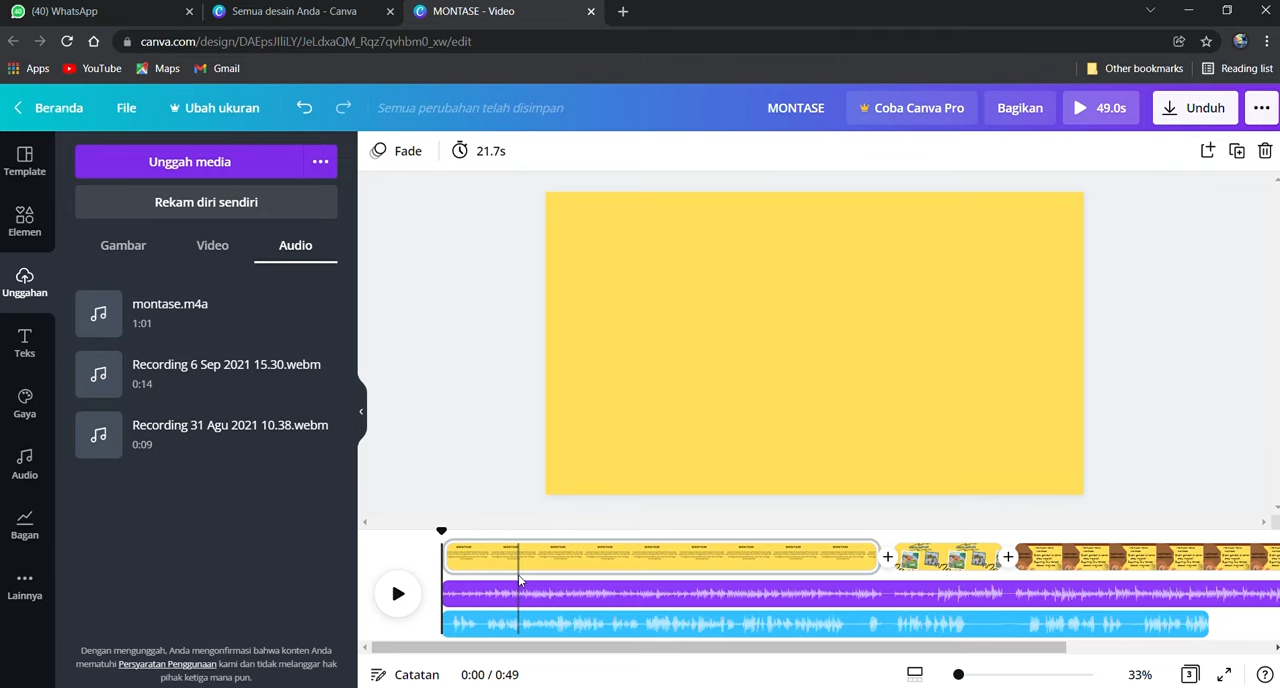 (40) WhatsApp
Semua desain Anda - Canva
MONTASE - Video
canva.com/design/DAEpsJIliLY/JeLdxaQM_Rqz7qvhbm0_xw/edit
Apps
YouTube
Maps
Gmail
Other bookmarks
Reading list
Beranda
File
Ubah ukuran
Semua perubahan telah disimpan
MONTASE
Coba Canva Pro
Bagikan
49.0s
Unduh
Template
Elemen
Unggahan
Teks
Gaya
Audio
Bagan
Lainnya
Unggah media
Rekam diri sendiri
Gambar
Video
Audio
montase.m4a
1:01
Recording 6 Sep 2021 15.30.webm
0:14
Recording 31 Agu 2021 10.38.webm
0:09
Dengan mengunggah, Anda mengonfirmasi bahwa konten Anda
mematuhi Persyaratan Penggunaan kami dan tidak melanggar hak
pihak ketiga mana pun.
Fade
21.7s
MONTASE
Catatan
0:00 / 0:49
33%
3